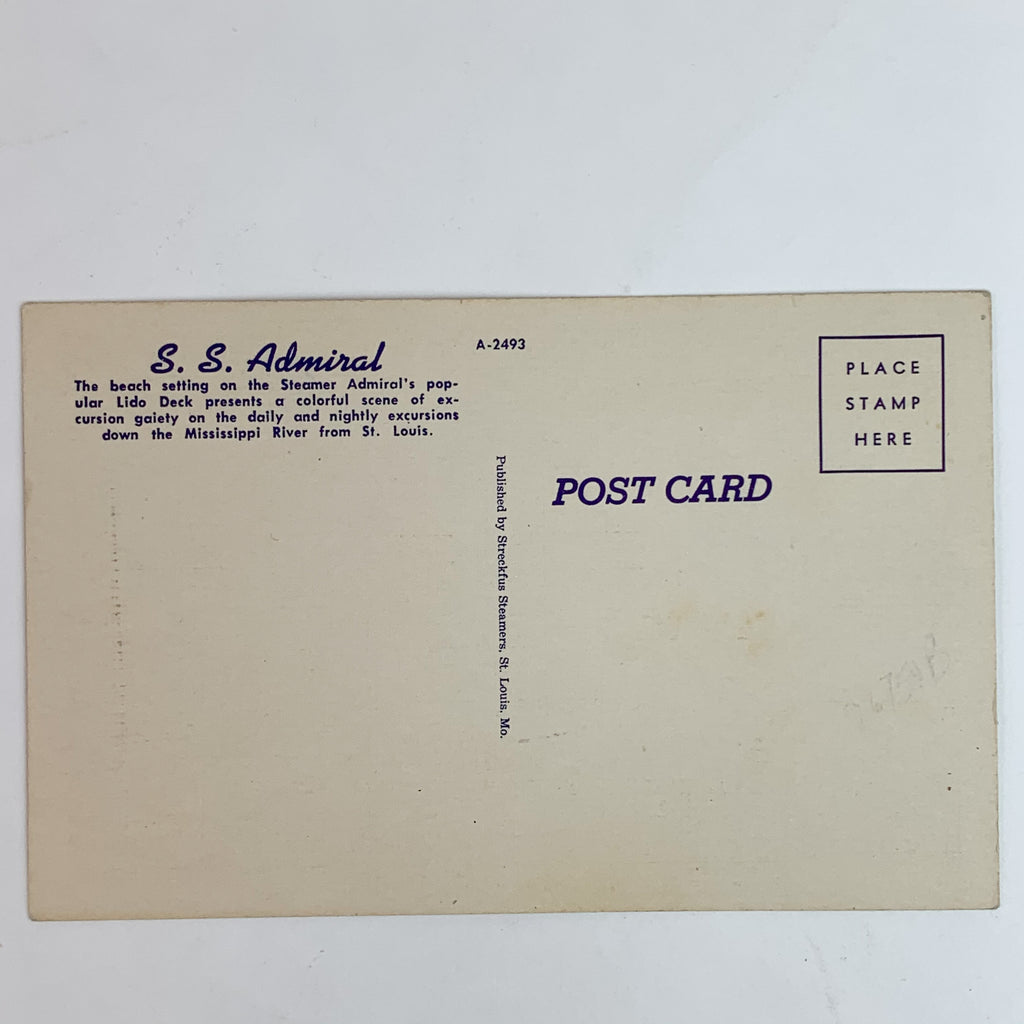 S. S. Admiral
The beach setting on the Steamer Admiral's pop-
ular Lido Deck presents a colorful scene of ex-
cursion gaiety on the daily and nightly excursions
down the Mississippi River from St. Louis.
A-2493
Published by Streckfus Steamers, St. Louis, Mo.
POST CARD
PLACE
STAMP
HERE